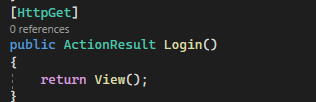 [HttpGet]
0 references
public ActionResult Login()
{
return View();
}